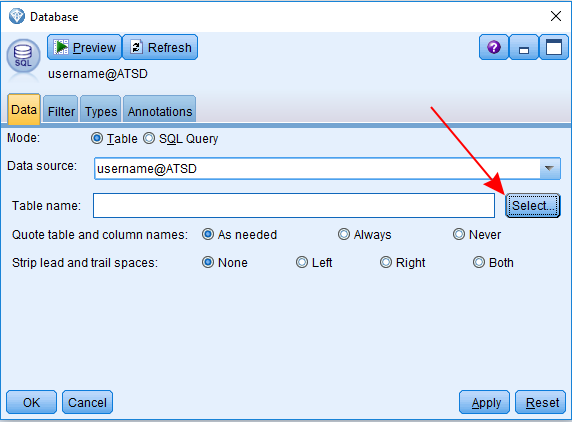 Database
Preview Refresh ?
SQL
username@ATSD
Data Filter Types Annotations
Mode: Table SQL Query
Data source: username@ATSD
Table name: Select...
Quote table and column names: As needed Always Never
Strip lead and trail spaces: None Left Right Both
OK Cancel Apply Reset